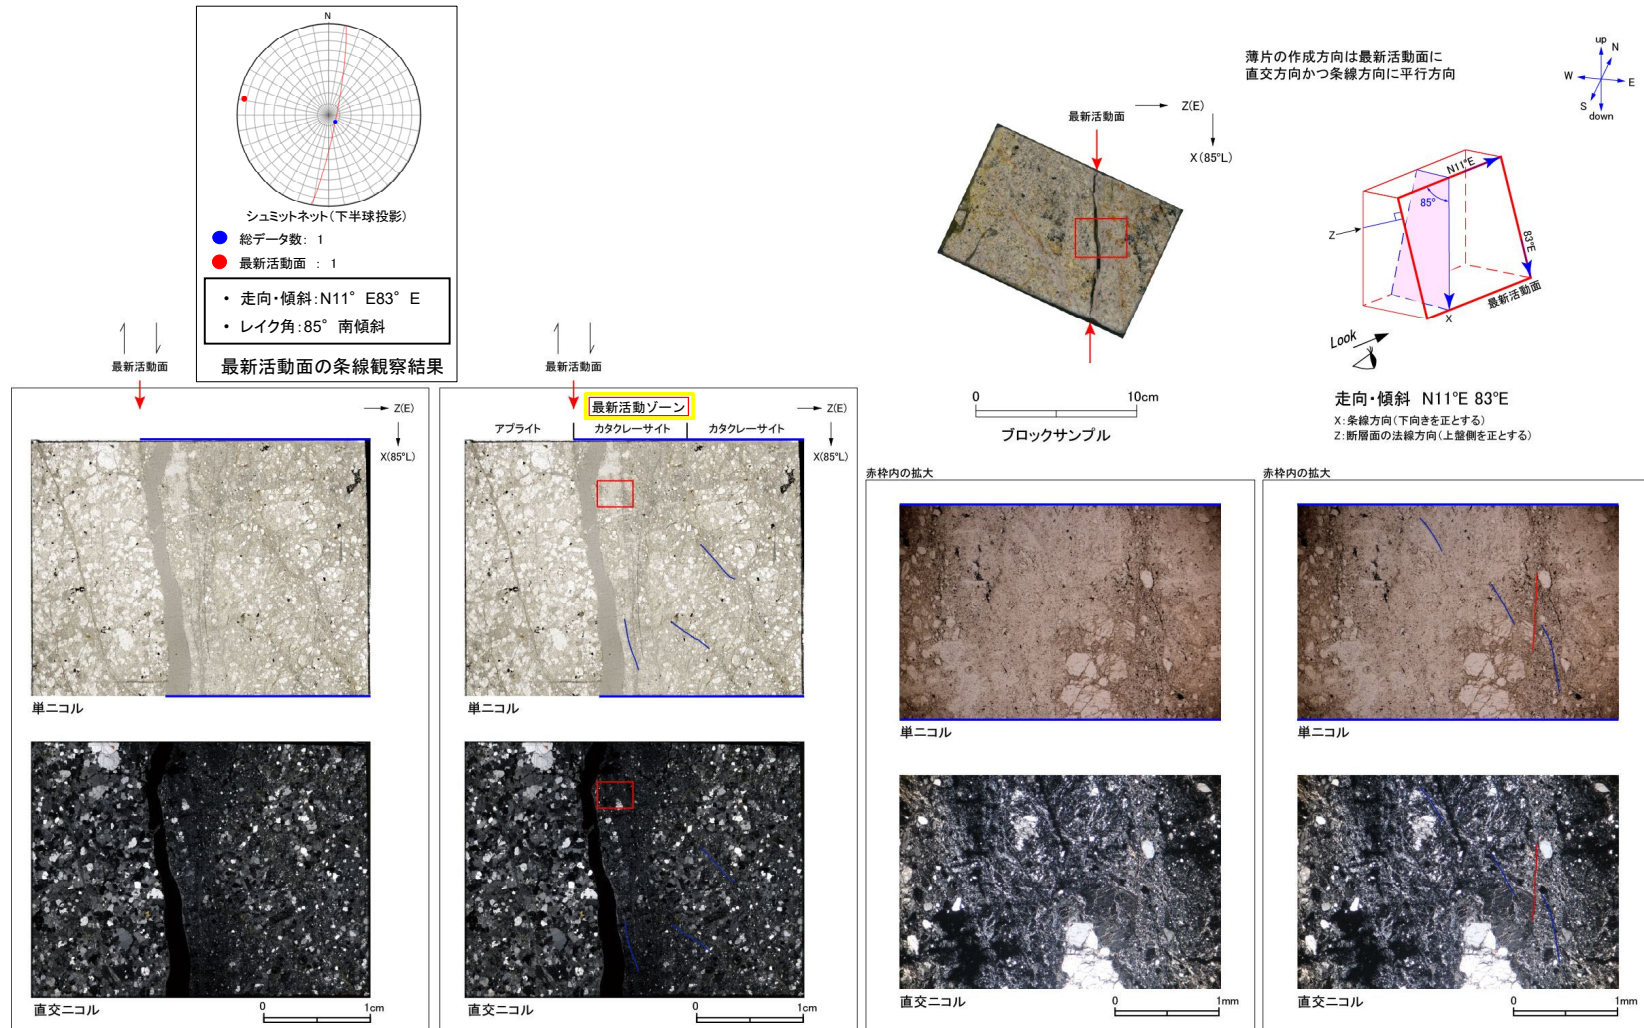 N
シュミットネット(下半球投影)
総データ数: 1
最新活動面 : 1
・ 走向・傾斜:N11° E83° E
・ レイク角:85° 南傾斜
最新活動面の条線観察結果
薄片の作成方向は最新活動面に
直交方向かつ条線方向に平行方向
up
N
W
E
S
down
最新活動面
Z(E)
X(85°L)
N11°E
85°
Z
83°E
最新活動面
X
Look
0
10cm
ブロックサンプル
走向・傾斜 N11°E 83°E
X:条線方向(下向きを正とする)
Z:断層面の法線方向(上盤側を正とする)
最新活動面
Z(E)
X(85°L)
単ニコル
直交ニコル
0
1cm
最新活動面
最新活動ゾーン
Z(E)
アプライト
カタクレーサイト
カタクレーサイト
X(85°L)
単ニコル
直交ニコル
0
1cm
赤枠内の拡大
単ニコル
直交ニコル
0
1mm
赤枠内の拡大
単ニコル
直交ニコル
0
1mm